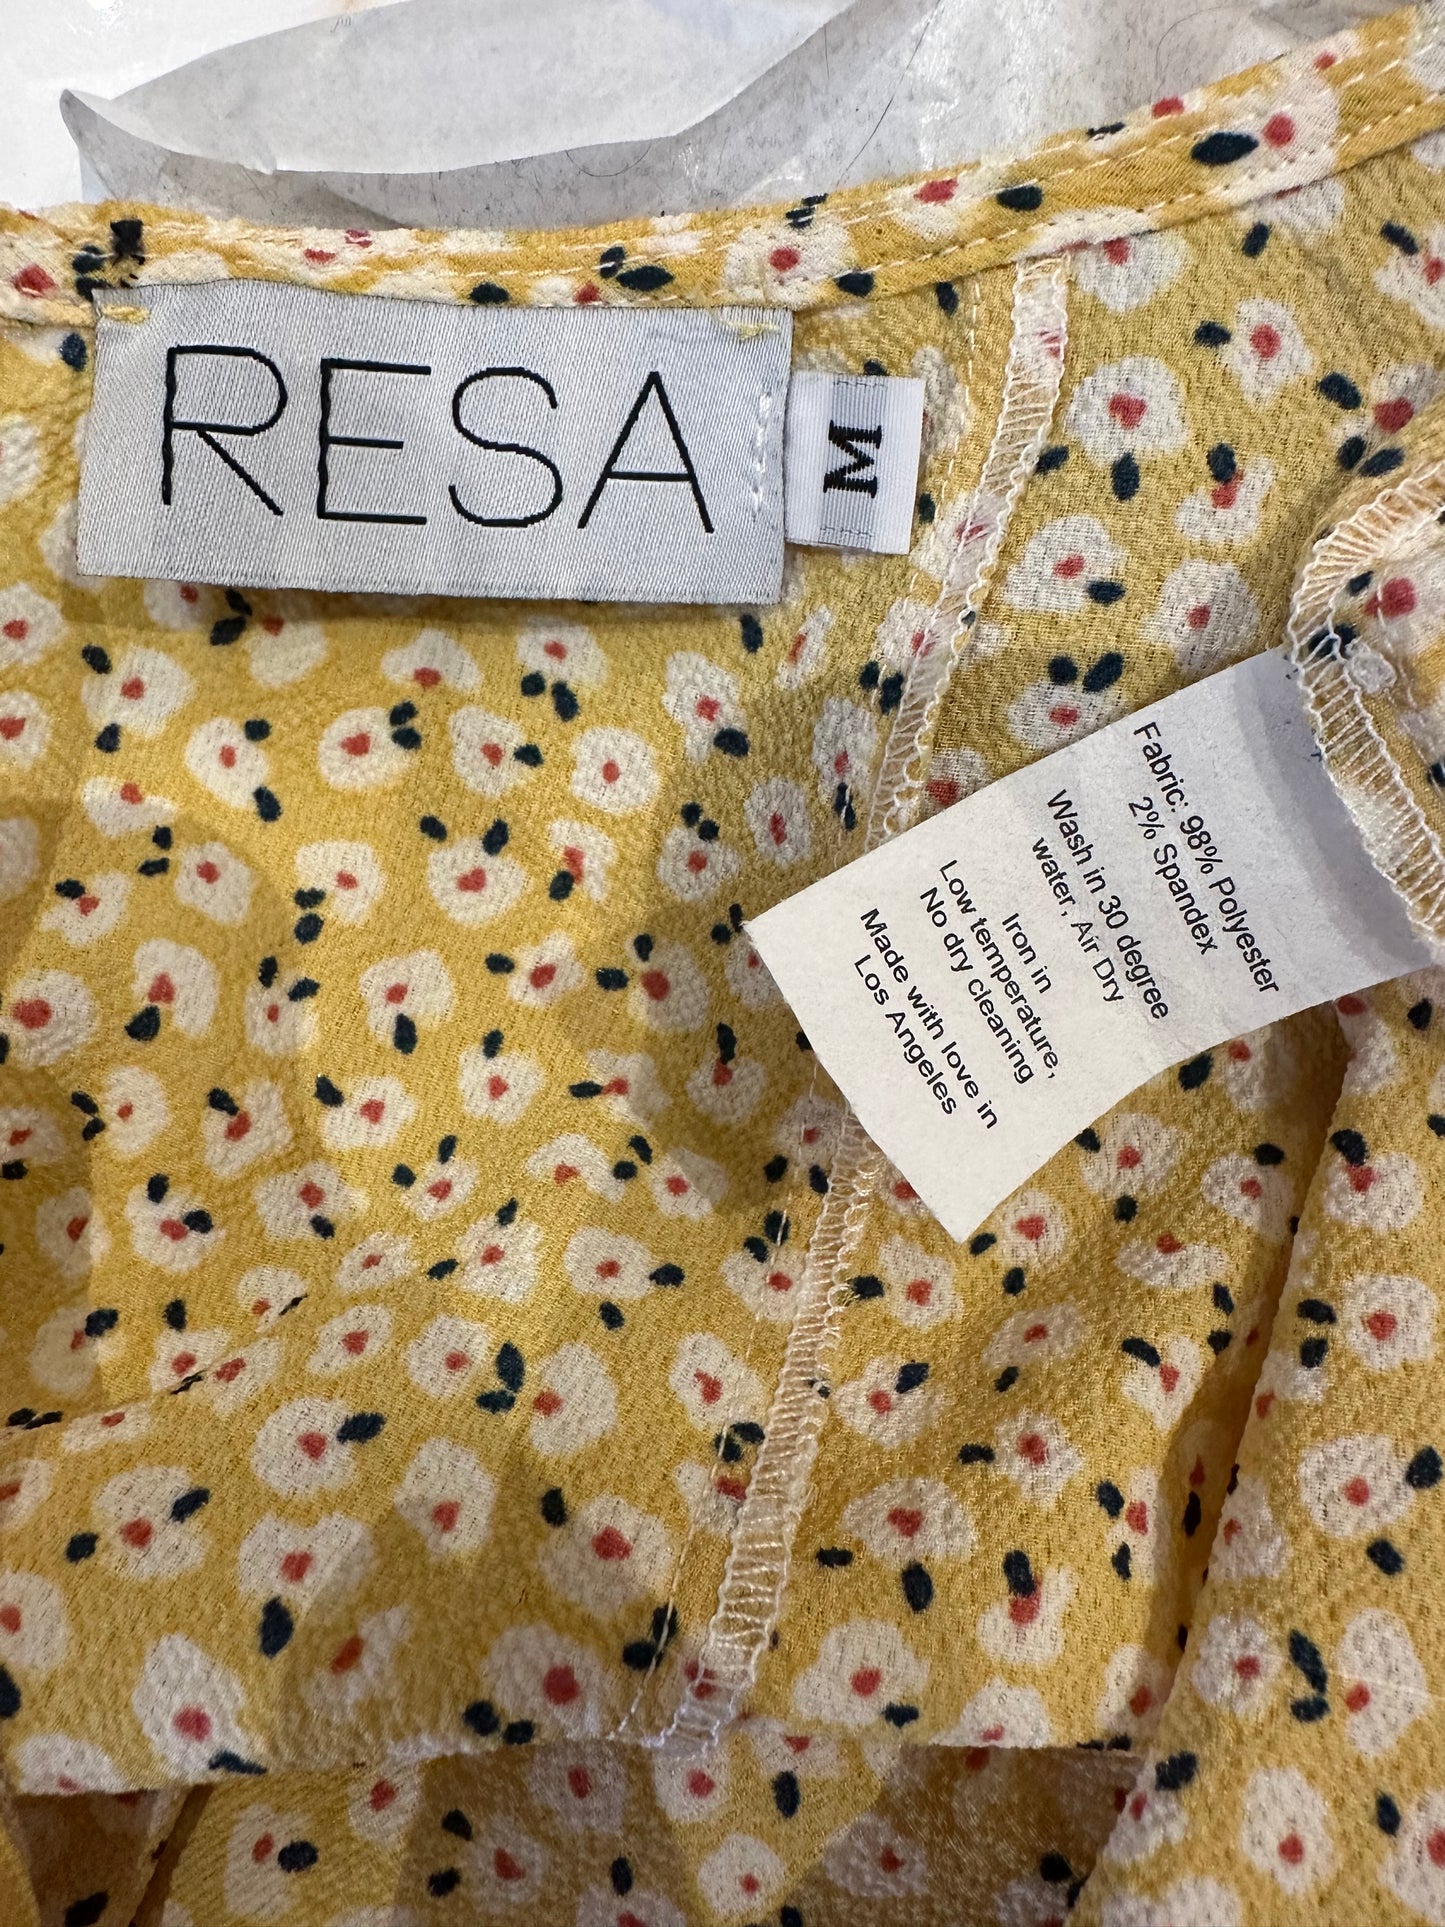 RESA
M
Fabric: 98% Polyester
2% Spandex
Wash in 30 degree
water, Air Dry
Iron in
Low temperature,
No dry cleaning
Made with love in
Los Angeles